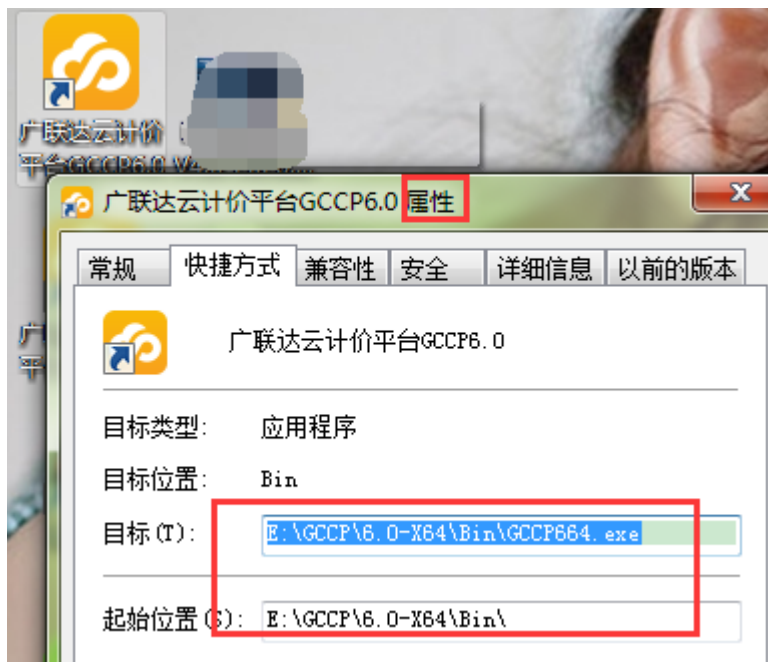 广联达云计价
平台GCCP6.0 V4
广联达云计价平台GCCP6.0 属性
常规 快捷方式 兼容性 安全 详细信息 以前的版本
广
平
广联达云计价平台GCCP6.0
目标类型: 应用程序
目标位置: Bin
目标(T): E:\GCCP\6.0-X64\Bin\GCCP664.exe
起始位置(S): E:\GCCP\6.0-X64\Bin\